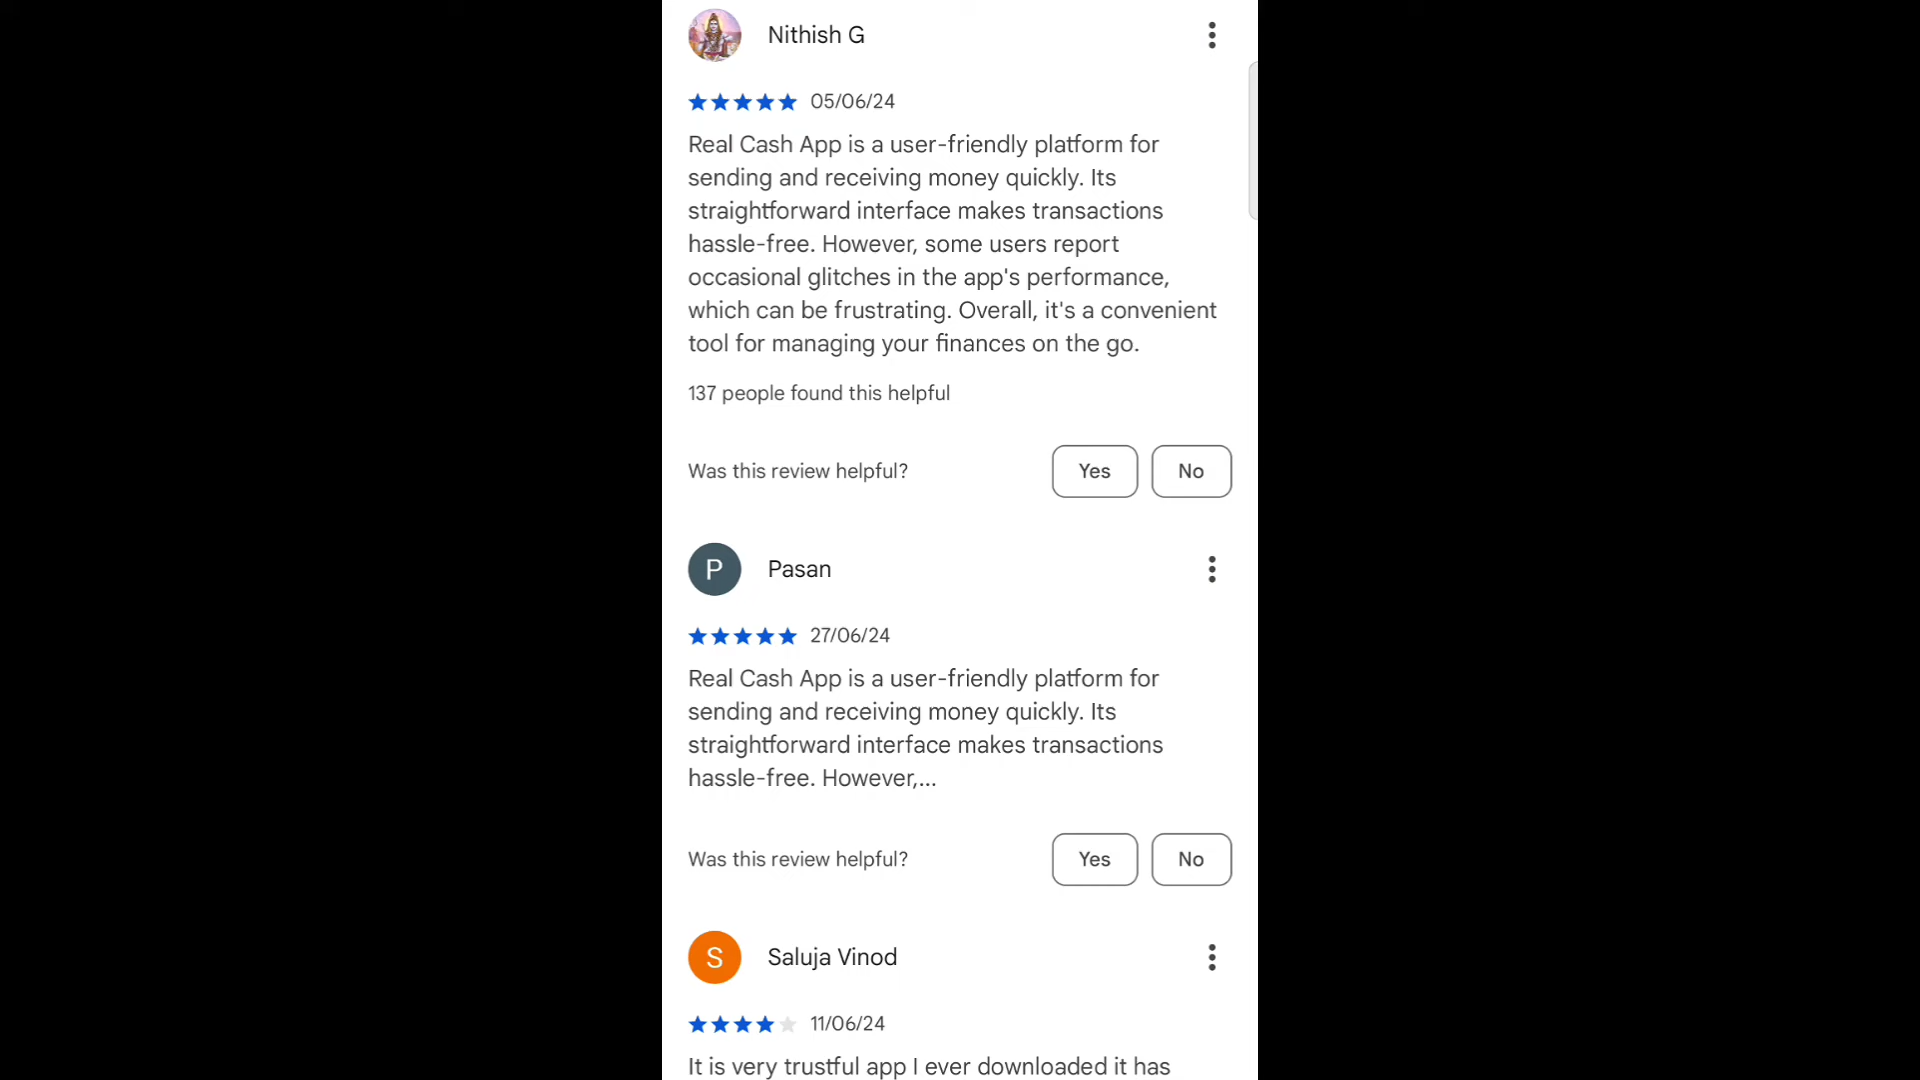 Nithish G
05/06/24
Real Cash App is a user-friendly platform for
sending and receiving money quickly. Its
straightforward interface makes transactions
hassle-free. However, some users report
occasional glitches in the app's performance,
which can be frustrating. Overall, it's a convenient
tool for managing your finances on the go.
137 people found this helpful
Was this review helpful? Yes No
P Pasan
27/06/24
Real Cash App is a user-friendly platform for
sending and receiving money quickly. Its
straightforward interface makes transactions
hassle-free. However,...
Was this review helpful? Yes No
S Saluja Vinod
11/06/24
It is very trustful app I ever downloaded it has